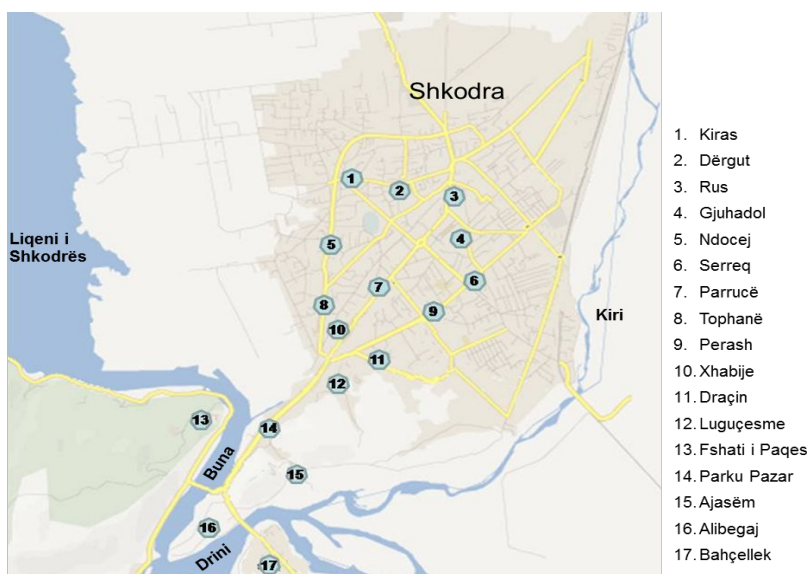 Shkodra
1
2
3
Liqeni i
Shkodrës
5
4
6
7
8
9
10
Kiri
11
12
13
14
Buna
15
16
Drini
17
1. Kiras
2. Dërgut
3. Rus
4. Gjuhadol
5. Ndocej
6. Serreq
7. Parrucë
8. Tophanë
9. Perash
10. Xhabije
11. Draçin
12. Luguçesme
13. Fshati i Paqes
14. Parku Pazar
15. Ajasëm
16. Alibegaj
17. Bahçellek